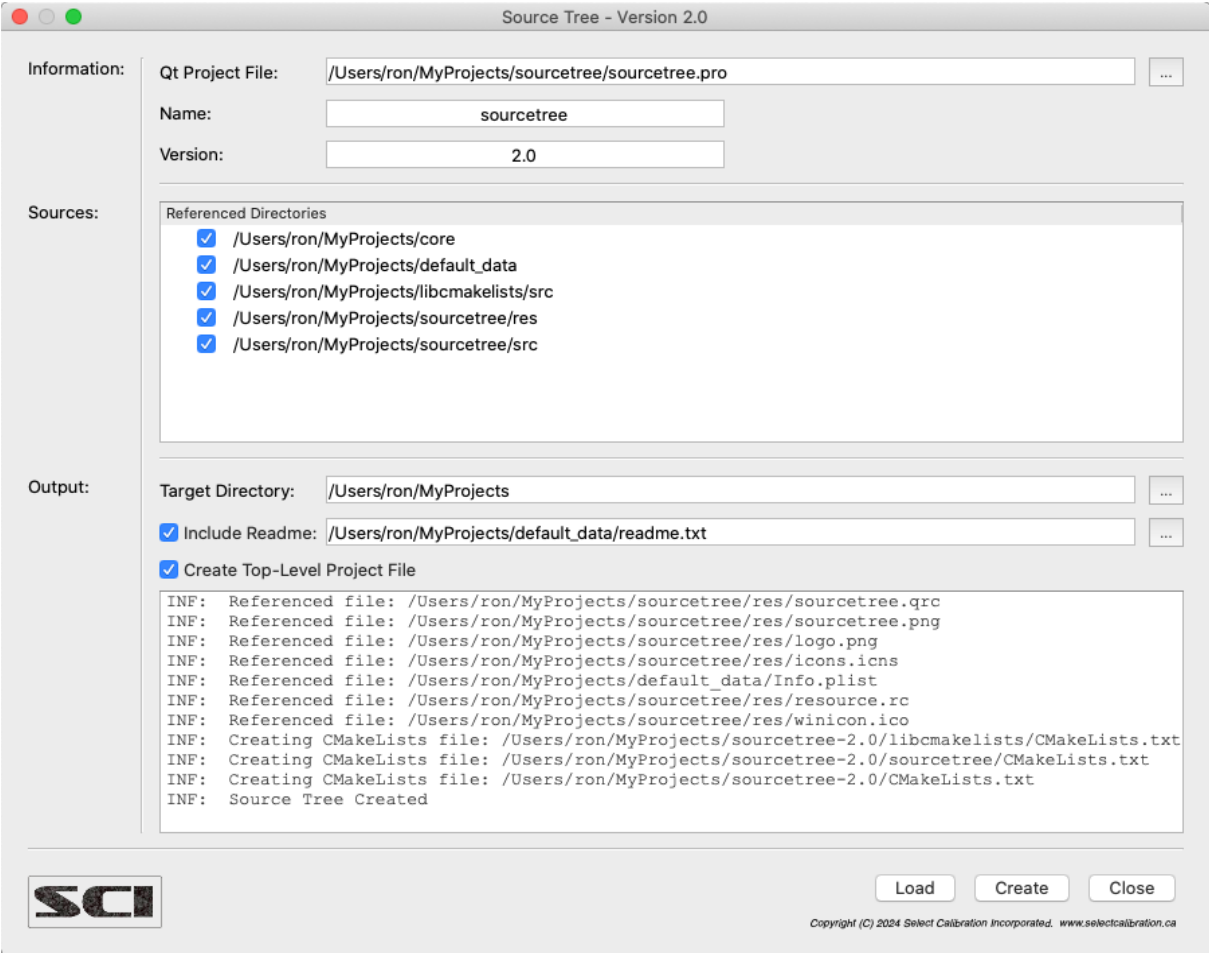 Source Tree - Version 2.0
Information:
Qt Project File: /Users/ron/MyProjects/sourcetree/sourcetree.pro ...
Name: sourcetree
Version: 2.0
Sources:
Referenced Directories
/Users/ron/MyProjects/core
/Users/ron/MyProjects/default_data
/Users/ron/MyProjects/libcmakelists/src
/Users/ron/MyProjects/sourcetree/res
/Users/ron/MyProjects/sourcetree/src
Output:
Target Directory: /Users/ron/MyProjects ...
Include Readme: /Users/ron/MyProjects/default_data/readme.txt ...
Create Top-Level Project File
INF:  Referenced file: /Users/ron/MyProjects/sourcetree/res/sourcetree.qrc
INF:  Referenced file: /Users/ron/MyProjects/sourcetree/res/sourcetree.png
INF:  Referenced file: /Users/ron/MyProjects/sourcetree/res/logo.png
INF:  Referenced file: /Users/ron/MyProjects/sourcetree/res/icons.icns
INF:  Referenced file: /Users/ron/MyProjects/default_data/Info.plist
INF:  Referenced file: /Users/ron/MyProjects/sourcetree/res/resource.rc
INF:  Referenced file: /Users/ron/MyProjects/sourcetree/res/winicon.ico
INF:  Creating CMakeLists file: /Users/ron/MyProjects/sourcetree-2.0/libcmakelists/CMakeLists.txt
INF:  Creating CMakeLists file: /Users/ron/MyProjects/sourcetree-2.0/sourcetree/CMakeLists.txt
INF:  Creating CMakeLists file: /Users/ron/MyProjects/sourcetree-2.0/CMakeLists.txt
INF:  Source Tree Created
SCI
Load Create Close
Copyright (C) 2024 Select Calibration Incorporated. www.selectcalibration.ca